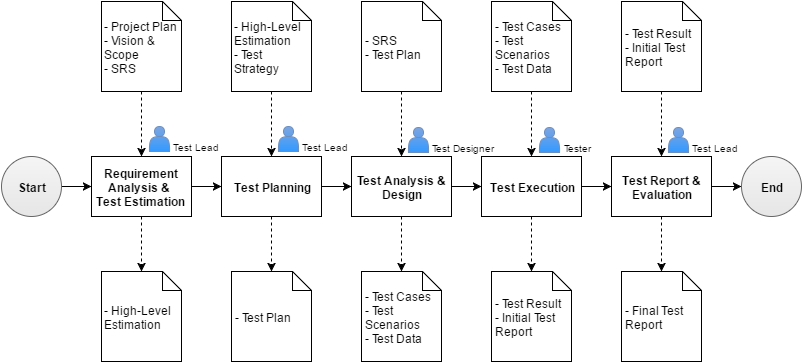 - Project Plan
- Vision &
Scope
- SRS
- High-Level
Estimation
- Test
Strategy
- SRS
- Test Plan
- Test Cases
- Test
Scenarios
- Test Data
- Test Result
- Initial Test
Report
Test Lead
Test Lead
Test Designer
Tester
Test Lead
Start
Requirement
Analysis &
Test Estimation
Test Planning
Test Analysis &
Design
Test Execution
Test Report &
Evaluation
End
- High-Level
Estimation
- Test Plan
- Test Cases
- Test
Scenarios
- Test Data
- Test Result
- Initial Test
Report
- Final Test
Report